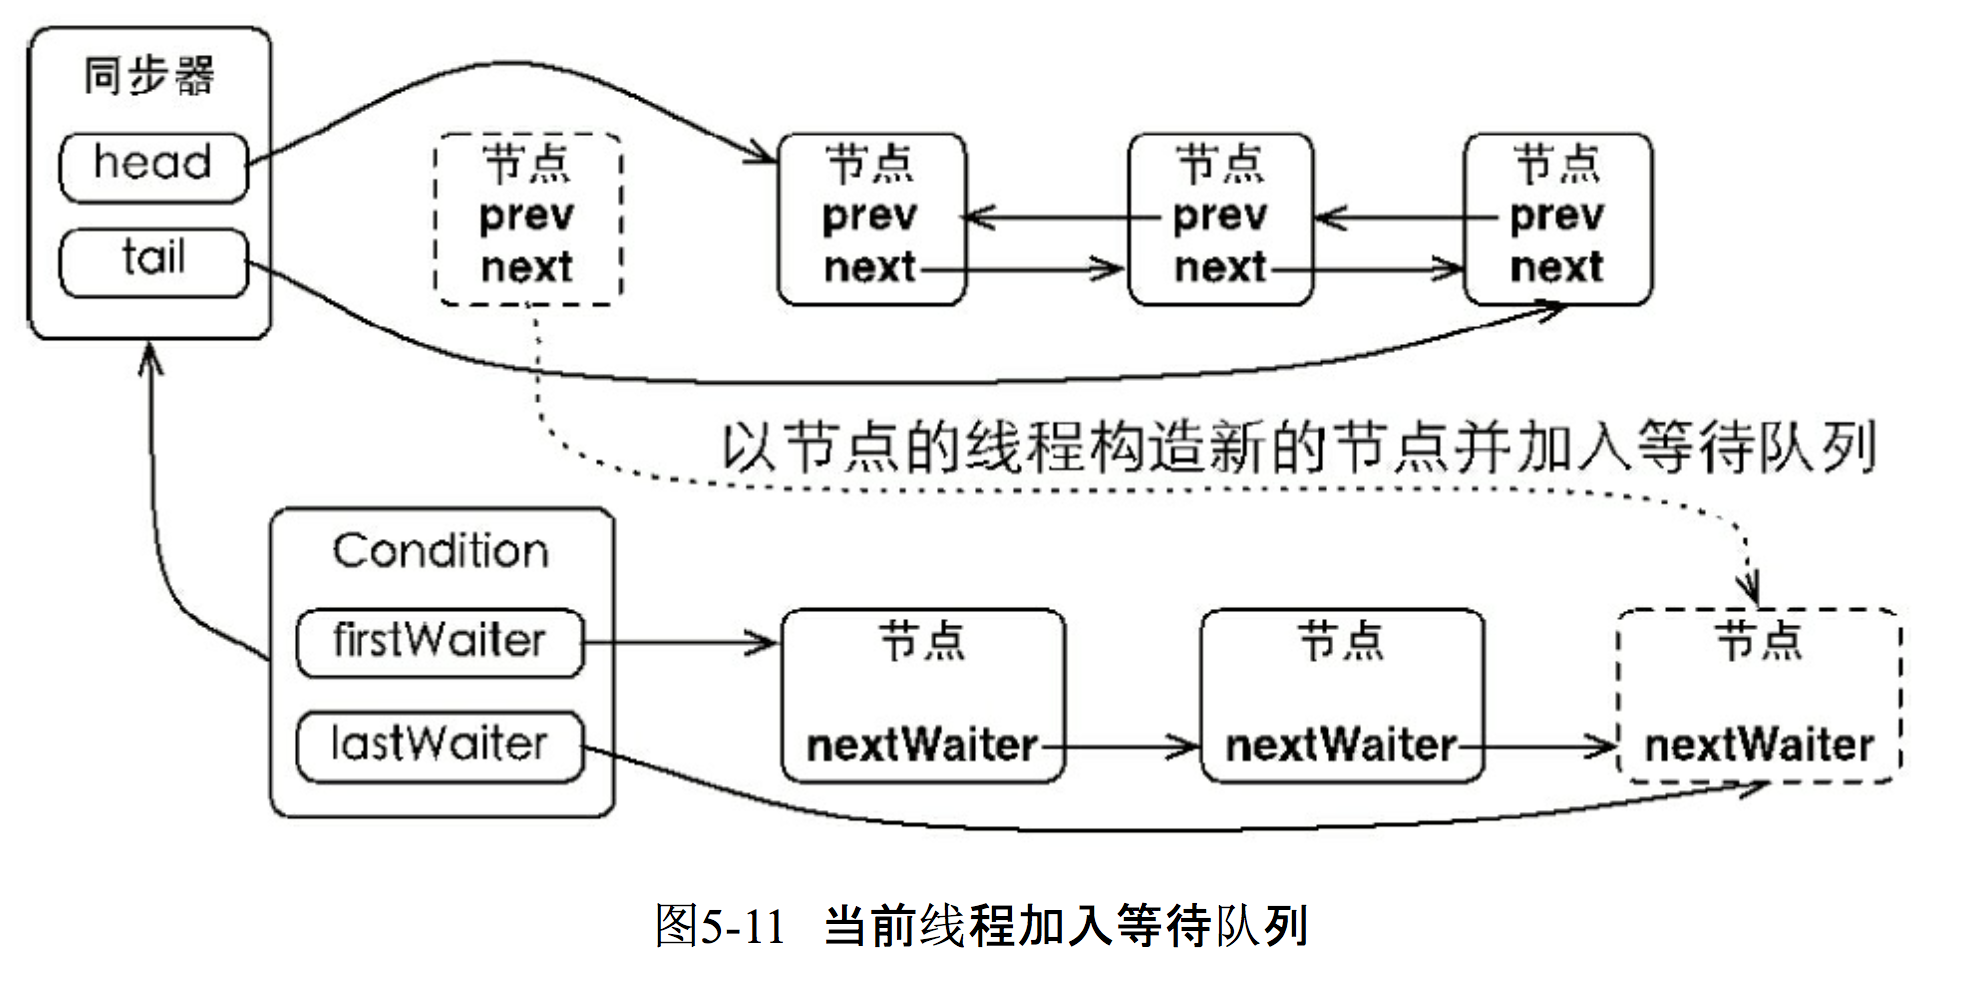 同步器
head
tail
节点
prev
next
节点
prev
next
节点
prev
next
节点
prev
next
以节点的线程构造新的节点并加入等待队列
Condition
firstWaiter
lastWaiter
节点
nextWaiter
节点
nextWaiter
节点
nextWaiter
图5-11 当前线程加入等待队列